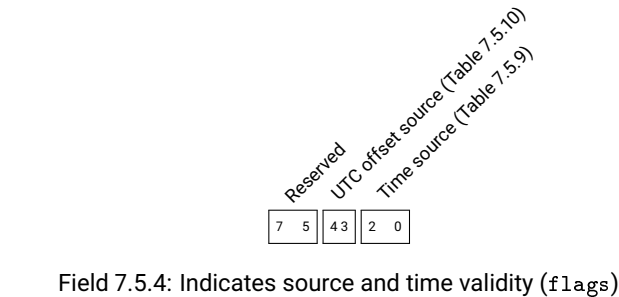 Reserved
UTC offset source (Table 7.5.10)
Time source (Table 7.5.9)
7 5 4 3 2 0
Field 7.5.4: Indicates source and time validity (flags)